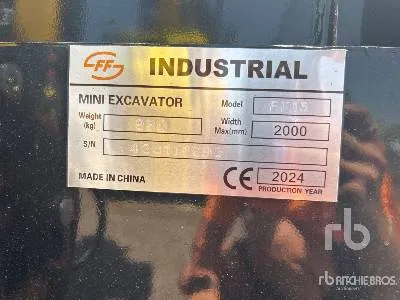 FF INDUSTRIAL
MINI EXCAVATOR Model
Weight (kg) Width Max(mm) 2000
S/N
MADE IN CHINA CE 2024
PRODUCTION YEAR
rb
rb RITCHIE BROS.